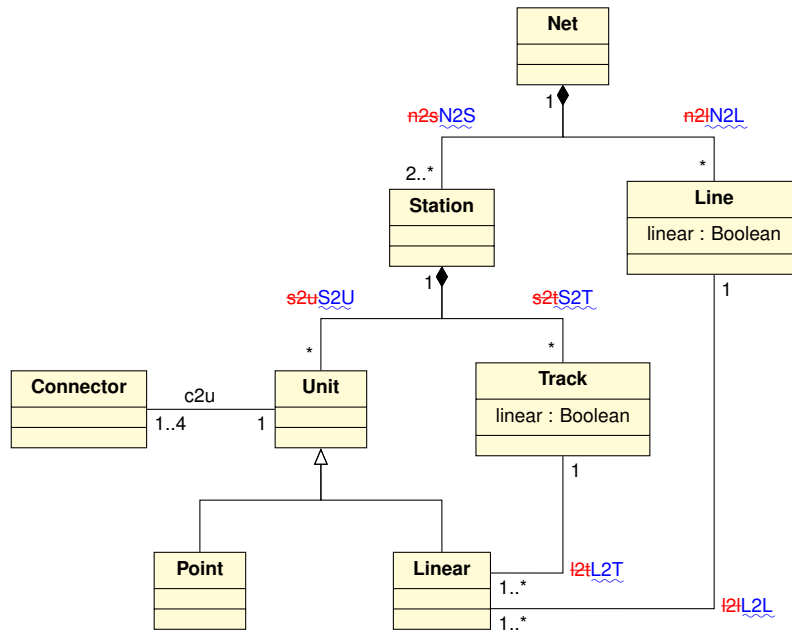 Net
1
n2sN2S
n2lN2L
2..*
*
Station
Line
linear : Boolean
1
1
s2uS2U
s2tS2T
*
*
Connector
c2u
Unit
Track
1..4
1
linear : Boolean
1
Point
Linear
l2tL2T
1..*
l2lL2L
1..*